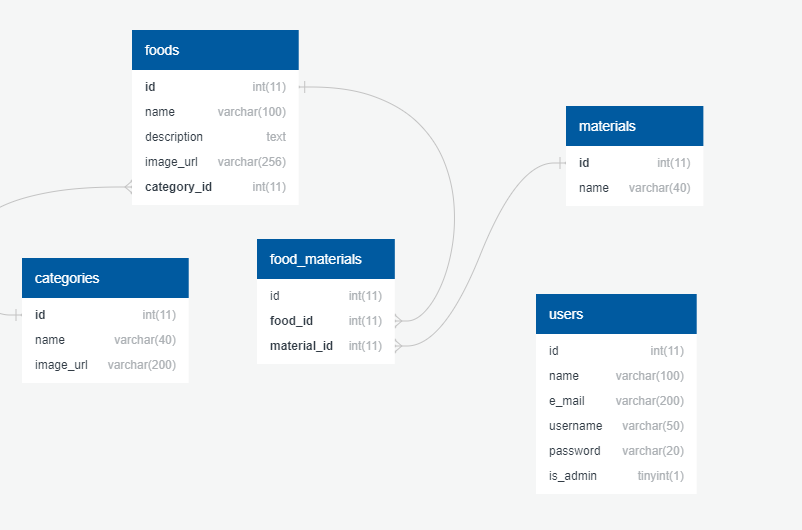 foods
id int(11)
name varchar(100)
description text
image_url varchar(256)
category_id int(11)
materials
id int(11)
name varchar(40)
food_materials
id int(11)
food_id int(11)
material_id int(11)
categories
id int(11)
name varchar(40)
image_url varchar(200)
users
id int(11)
name varchar(100)
e_mail varchar(200)
username varchar(50)
password varchar(20)
is_admin tinyint(1)